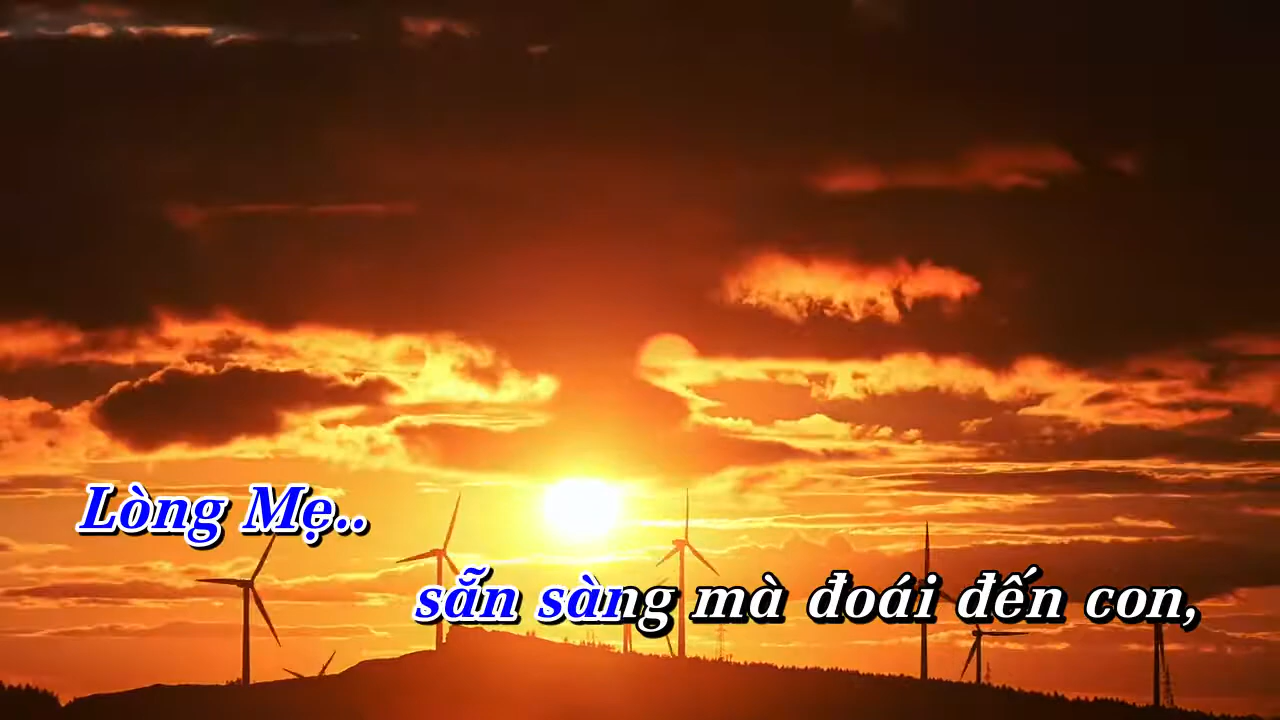 Lòng Mẹ..
sẵn sàng mà đoái đến con,